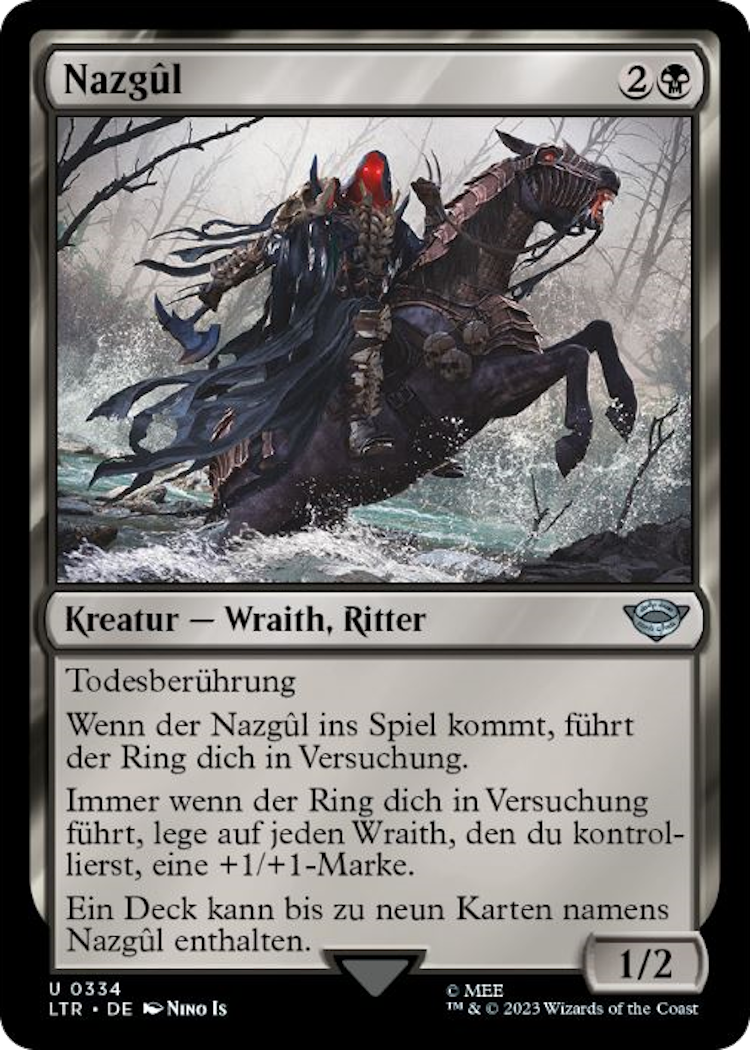 Nazgûl 2
Kreatur — Wraith, Ritter
Todesberührung
Wenn der Nazgûl ins Spiel kommt, führt
der Ring dich in Versuchung.
Immer wenn der Ring dich in Versuchung
führt, lege auf jeden Wraith, den du kontrol-
lierst, eine +1/+1-Marke.
Ein Deck kann bis zu neun Karten namens
Nazgûl enthalten.
1/2
U 0334
LTR • DE Nino Is
© MEE
™ & © 2023 Wizards of the Coast